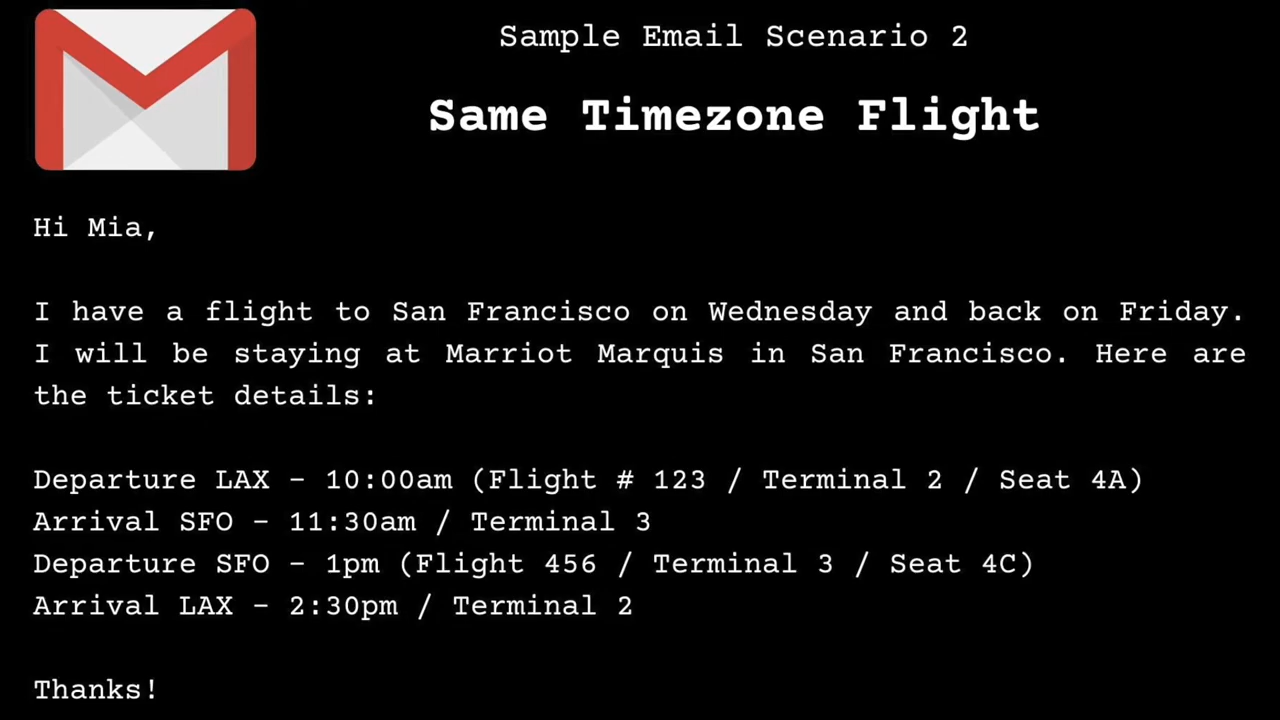 Sample Email Scenario 2
Same Timezone Flight
Hi Mia,
I have a flight to San Francisco on Wednesday and back on Friday.
I will be staying at Marriot Marquis in San Francisco. Here are
the ticket details:
Departure LAX - 10:00am (Flight # 123 / Terminal 2 / Seat 4A)
Arrival SFO - 11:30am / Terminal 3
Departure SFO - 1pm (Flight 456 / Terminal 3 / Seat 4C)
Arrival LAX - 2:30pm / Terminal 2
Thanks!